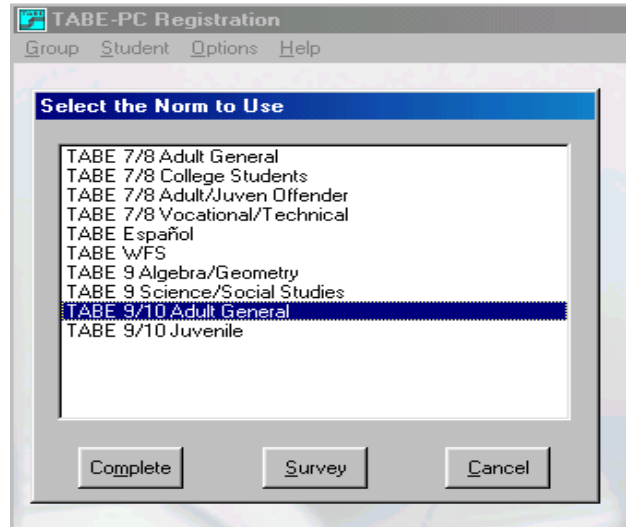 TABE-PC Registration
Group Student Options Help
Select the Norm to Use
TABE 7/8 Adult General
TABE 7/8 College Students
TABE 7/8 Adult/Juven Offender
TABE 7/8 Vocational/Technical
TABE Español
TABE WFS
TABE 9 Algebra/Geometry
TABE 9 Science/Social Studies
TABE 9/10 Adult General
TABE 9/10 Juvenile
Complete Survey Cancel